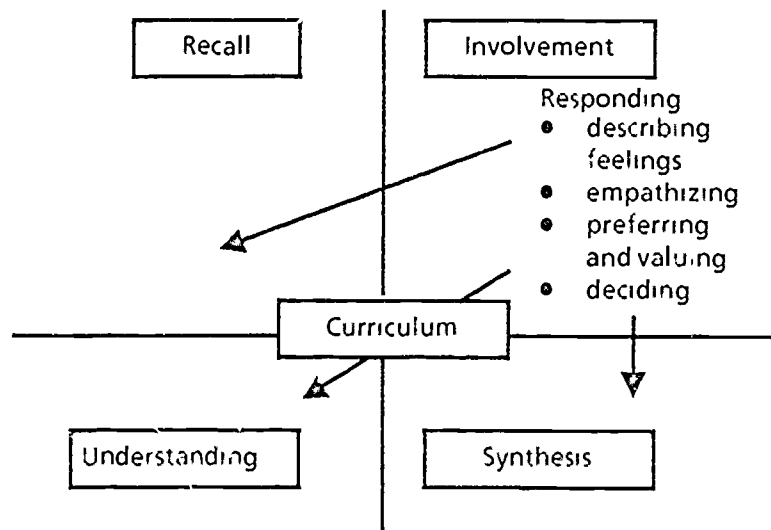 Recall
Involvement
Responding
● describing
feelings
● empathizing
● preferring
and valuing
● deciding
Curriculum
Understanding
Synthesis